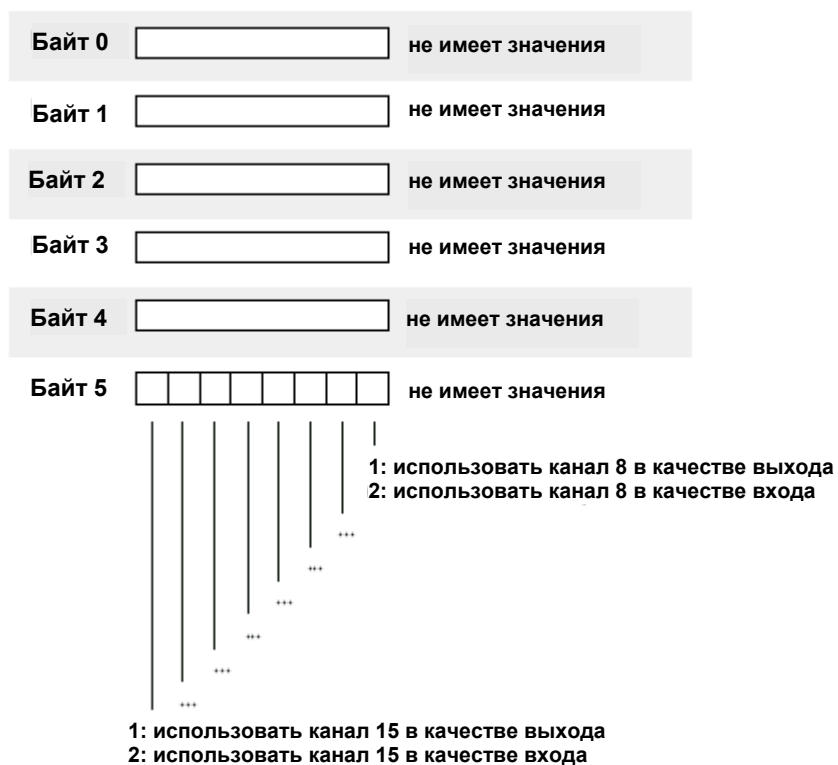 Байт 0 не имеет значения
Байт 1 не имеет значения
Байт 2 не имеет значения
Байт 3 не имеет значения
Байт 4 не имеет значения
Байт 5 не имеет значения
1: использовать канал 8 в качестве выхода
2: использовать канал 8 в качестве входа
+++
+++
+++
+++
+++
+++
1: использовать канал 15 в качестве выхода
2: использовать канал 15 в качестве входа